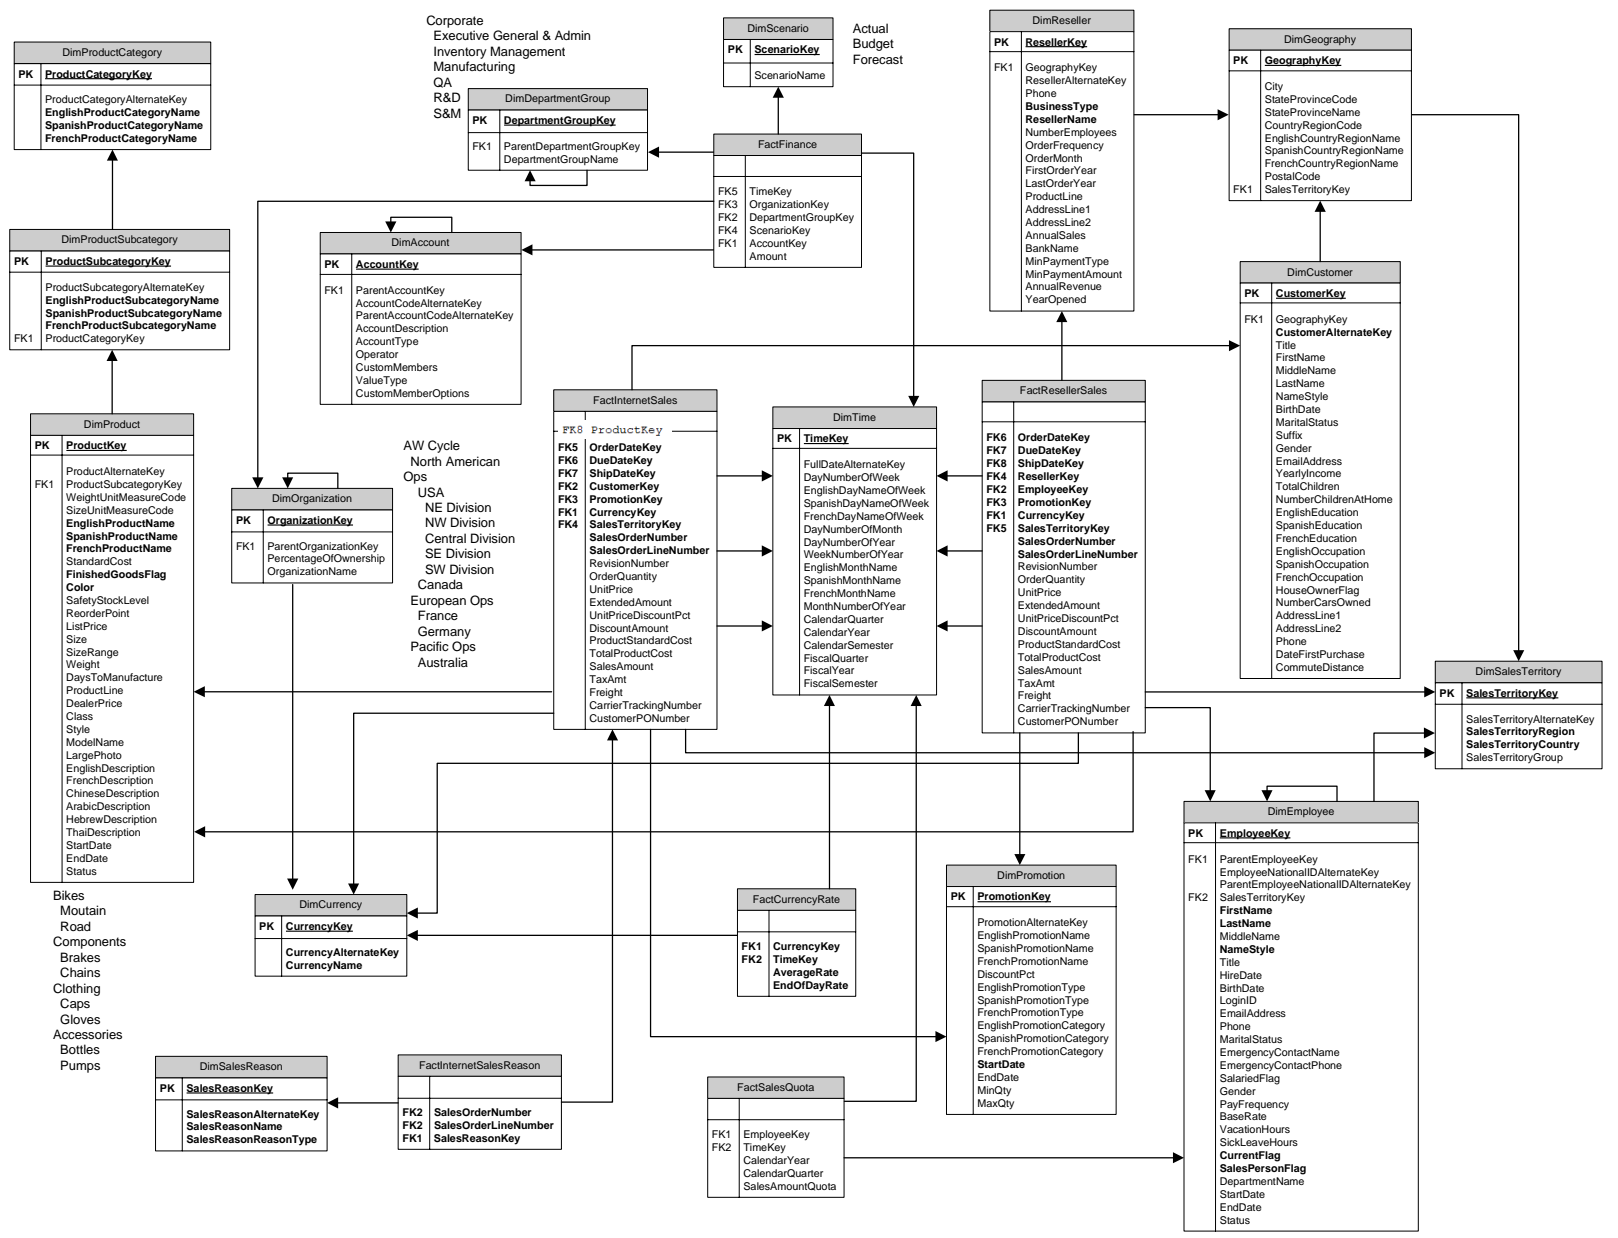 DimProductCategory
PK ProductCategoryKey
ProductCategoryAlternateKey
EnglishProductCategoryName
SpanishProductCategoryName
FrenchProductCategoryName
DimProductSubcategory
PK ProductSubcategoryKey
ProductSubcategoryAlternateKey
EnglishProductSubcategoryName
SpanishProductSubcategoryName
FrenchProductSubcategoryName
FK1 ProductCategoryKey
DimProduct
PK ProductKey
ProductAlternateKey
FK1 ProductSubcategoryKey
WeightUnitMeasureCode
SizeUnitMeasureCode
EnglishProductName
SpanishProductName
FrenchProductName
StandardCost
FinishedGoodsFlag
Color
SafetyStockLevel
ReorderPoint
ListPrice
Size
SizeRange
Weight
DaysToManufacture
ProductLine
DealerPrice
Class
Style
ModelName
LargePhoto
EnglishDescription
FrenchDescription
ChineseDescription
ArabicDescription
HebrewDescription
ThaiDescription
StartDate
EndDate
Status
Bikes
Moutain
Road
Components
Brakes
Chains
Clothing
Caps
Gloves
Accessories
Bottles
Pumps
Corporate
Executive General & Admin
Inventory Management
Manufacturing
QA
R&D
S&M
DimDepartmentGroup
PK DepartmentGroupKey
FK1 ParentDepartmentGroupKey
DepartmentGroupName
DimScenario
PK ScenarioKey
ScenarioName
Actual
Budget
Forecast
FactFinance
FK5 TimeKey
FK3 OrganizationKey
FK2 DepartmentGroupKey
FK4 ScenarioKey
FK1 AccountKey
Amount
DimAccount
PK AccountKey
FK1 ParentAccountKey
AccountCodeAlternateKey
ParentAccountCodeAlternateKey
AccountDescription
AccountType
Operator
CustomMembers
ValueType
CustomMemberOptions
DimOrganization
PK OrganizationKey
FK1 ParentOrganizationKey
PercentageOfOwnership
OrganizationName
AW Cycle
North American
Ops
USA
NE Division
NW Division
Central Division
SE Division
SW Division
Canada
European Ops
France
Germany
Pacific Ops
Australia
FactInternetSales
FK8 ProductKey
FK5 OrderDateKey
FK6 DueDateKey
FK7 ShipDateKey
FK2 CustomerKey
FK3 PromotionKey
FK1 CurrencyKey
FK4 SalesTerritoryKey
SalesOrderNumber
SalesOrderLineNumber
RevisionNumber
OrderQuantity
UnitPrice
ExtendedAmount
UnitPriceDiscountPct
DiscountAmount
ProductStandardCost
TotalProductCost
SalesAmount
TaxAmt
Freight
CarrierTrackingNumber
CustomerPONumber
DimTime
PK TimeKey
FullDateAlternateKey
DayNumberOfWeek
EnglishDayNameOfWeek
SpanishDayNameOfWeek
FrenchDayNameOfWeek
DayNumberOfMonth
DayNumberOfYear
WeekNumberOfYear
EnglishMonthName
SpanishMonthName
FrenchMonthName
MonthNumberOfYear
CalendarQuarter
CalendarYear
CalendarSemester
FiscalQuarter
FiscalYear
FiscalSemester
DimReseller
PK ResellerKey
FK1 GeographyKey
ResellerAlternateKey
Phone
BusinessType
ResellerName
NumberEmployees
OrderFrequency
OrderMonth
FirstOrderYear
LastOrderYear
ProductLine
AddressLine1
AddressLine2
AnnualSales
BankName
MinPaymentType
MinPaymentAmount
AnnualRevenue
YearOpened
FactResellerSales
FK6 OrderDateKey
FK7 DueDateKey
FK8 ShipDateKey
FK4 ResellerKey
FK2 EmployeeKey
FK3 PromotionKey
FK1 CurrencyKey
FK5 SalesTerritoryKey
SalesOrderNumber
SalesOrderLineNumber
RevisionNumber
OrderQuantity
UnitPrice
ExtendedAmount
UnitPriceDiscountPct
DiscountAmount
ProductStandardCost
TotalProductCost
SalesAmount
TaxAmt
Freight
CarrierTrackingNumber
CustomerPONumber
DimGeography
PK GeographyKey
City
StateProvinceCode
StateProvinceName
CountryRegionCode
EnglishCountryRegionName
SpanishCountryRegionName
FrenchCountryRegionName
PostalCode
FK1 SalesTerritoryKey
DimCustomer
PK CustomerKey
FK1 GeographyKey
CustomerAlternateKey
Title
FirstName
MiddleName
LastName
NameStyle
BirthDate
MaritalStatus
Suffix
Gender
EmailAddress
YearlyIncome
TotalChildren
NumberChildrenAtHome
EnglishEducation
SpanishEducation
FrenchEducation
EnglishOccupation
SpanishOccupation
FrenchOccupation
HouseOwnerFlag
NumberCarsOwned
AddressLine1
AddressLine2
Phone
DateFirstPurchase
CommuteDistance
DimSalesTerritory
PK SalesTerritoryKey
SalesTerritoryAlternateKey
SalesTerritoryRegion
SalesTerritoryCountry
SalesTerritoryGroup
DimEmployee
PK EmployeeKey
FK1 ParentEmployeeKey
EmployeeNationalIDAlternateKey
ParentEmployeeNationalIDAlternateKey
FK2 SalesTerritoryKey
FirstName
LastName
MiddleName
NameStyle
Title
HireDate
BirthDate
LoginID
EmailAddress
Phone
MaritalStatus
EmergencyContactName
EmergencyContactPhone
SalariedFlag
Gender
PayFrequency
BaseRate
VacationHours
SickLeaveHours
CurrentFlag
SalesPersonFlag
DepartmentName
StartDate
EndDate
Status
DimCurrency
PK CurrencyKey
CurrencyAlternateKey
CurrencyName
FactCurrencyRate
FK1 CurrencyKey
FK2 TimeKey
AverageRate
EndOfDayRate
DimPromotion
PK PromotionKey
PromotionAlternateKey
EnglishPromotionName
SpanishPromotionName
FrenchPromotionName
DiscountPct
EnglishPromotionType
SpanishPromotionType
FrenchPromotionType
EnglishPromotionCategory
SpanishPromotionCategory
FrenchPromotionCategory
StartDate
EndDate
MinQty
MaxQty
DimSalesReason
PK SalesReasonKey
SalesReasonAlternateKey
SalesReasonName
SalesReasonReasonType
FactInternetSalesReason
FK2 SalesOrderNumber
FK2 SalesOrderLineNumber
FK1 SalesReasonKey
FactSalesQuota
FK1 EmployeeKey
FK2 TimeKey
CalendarYear
CalendarQuarter
SalesAmountQuota